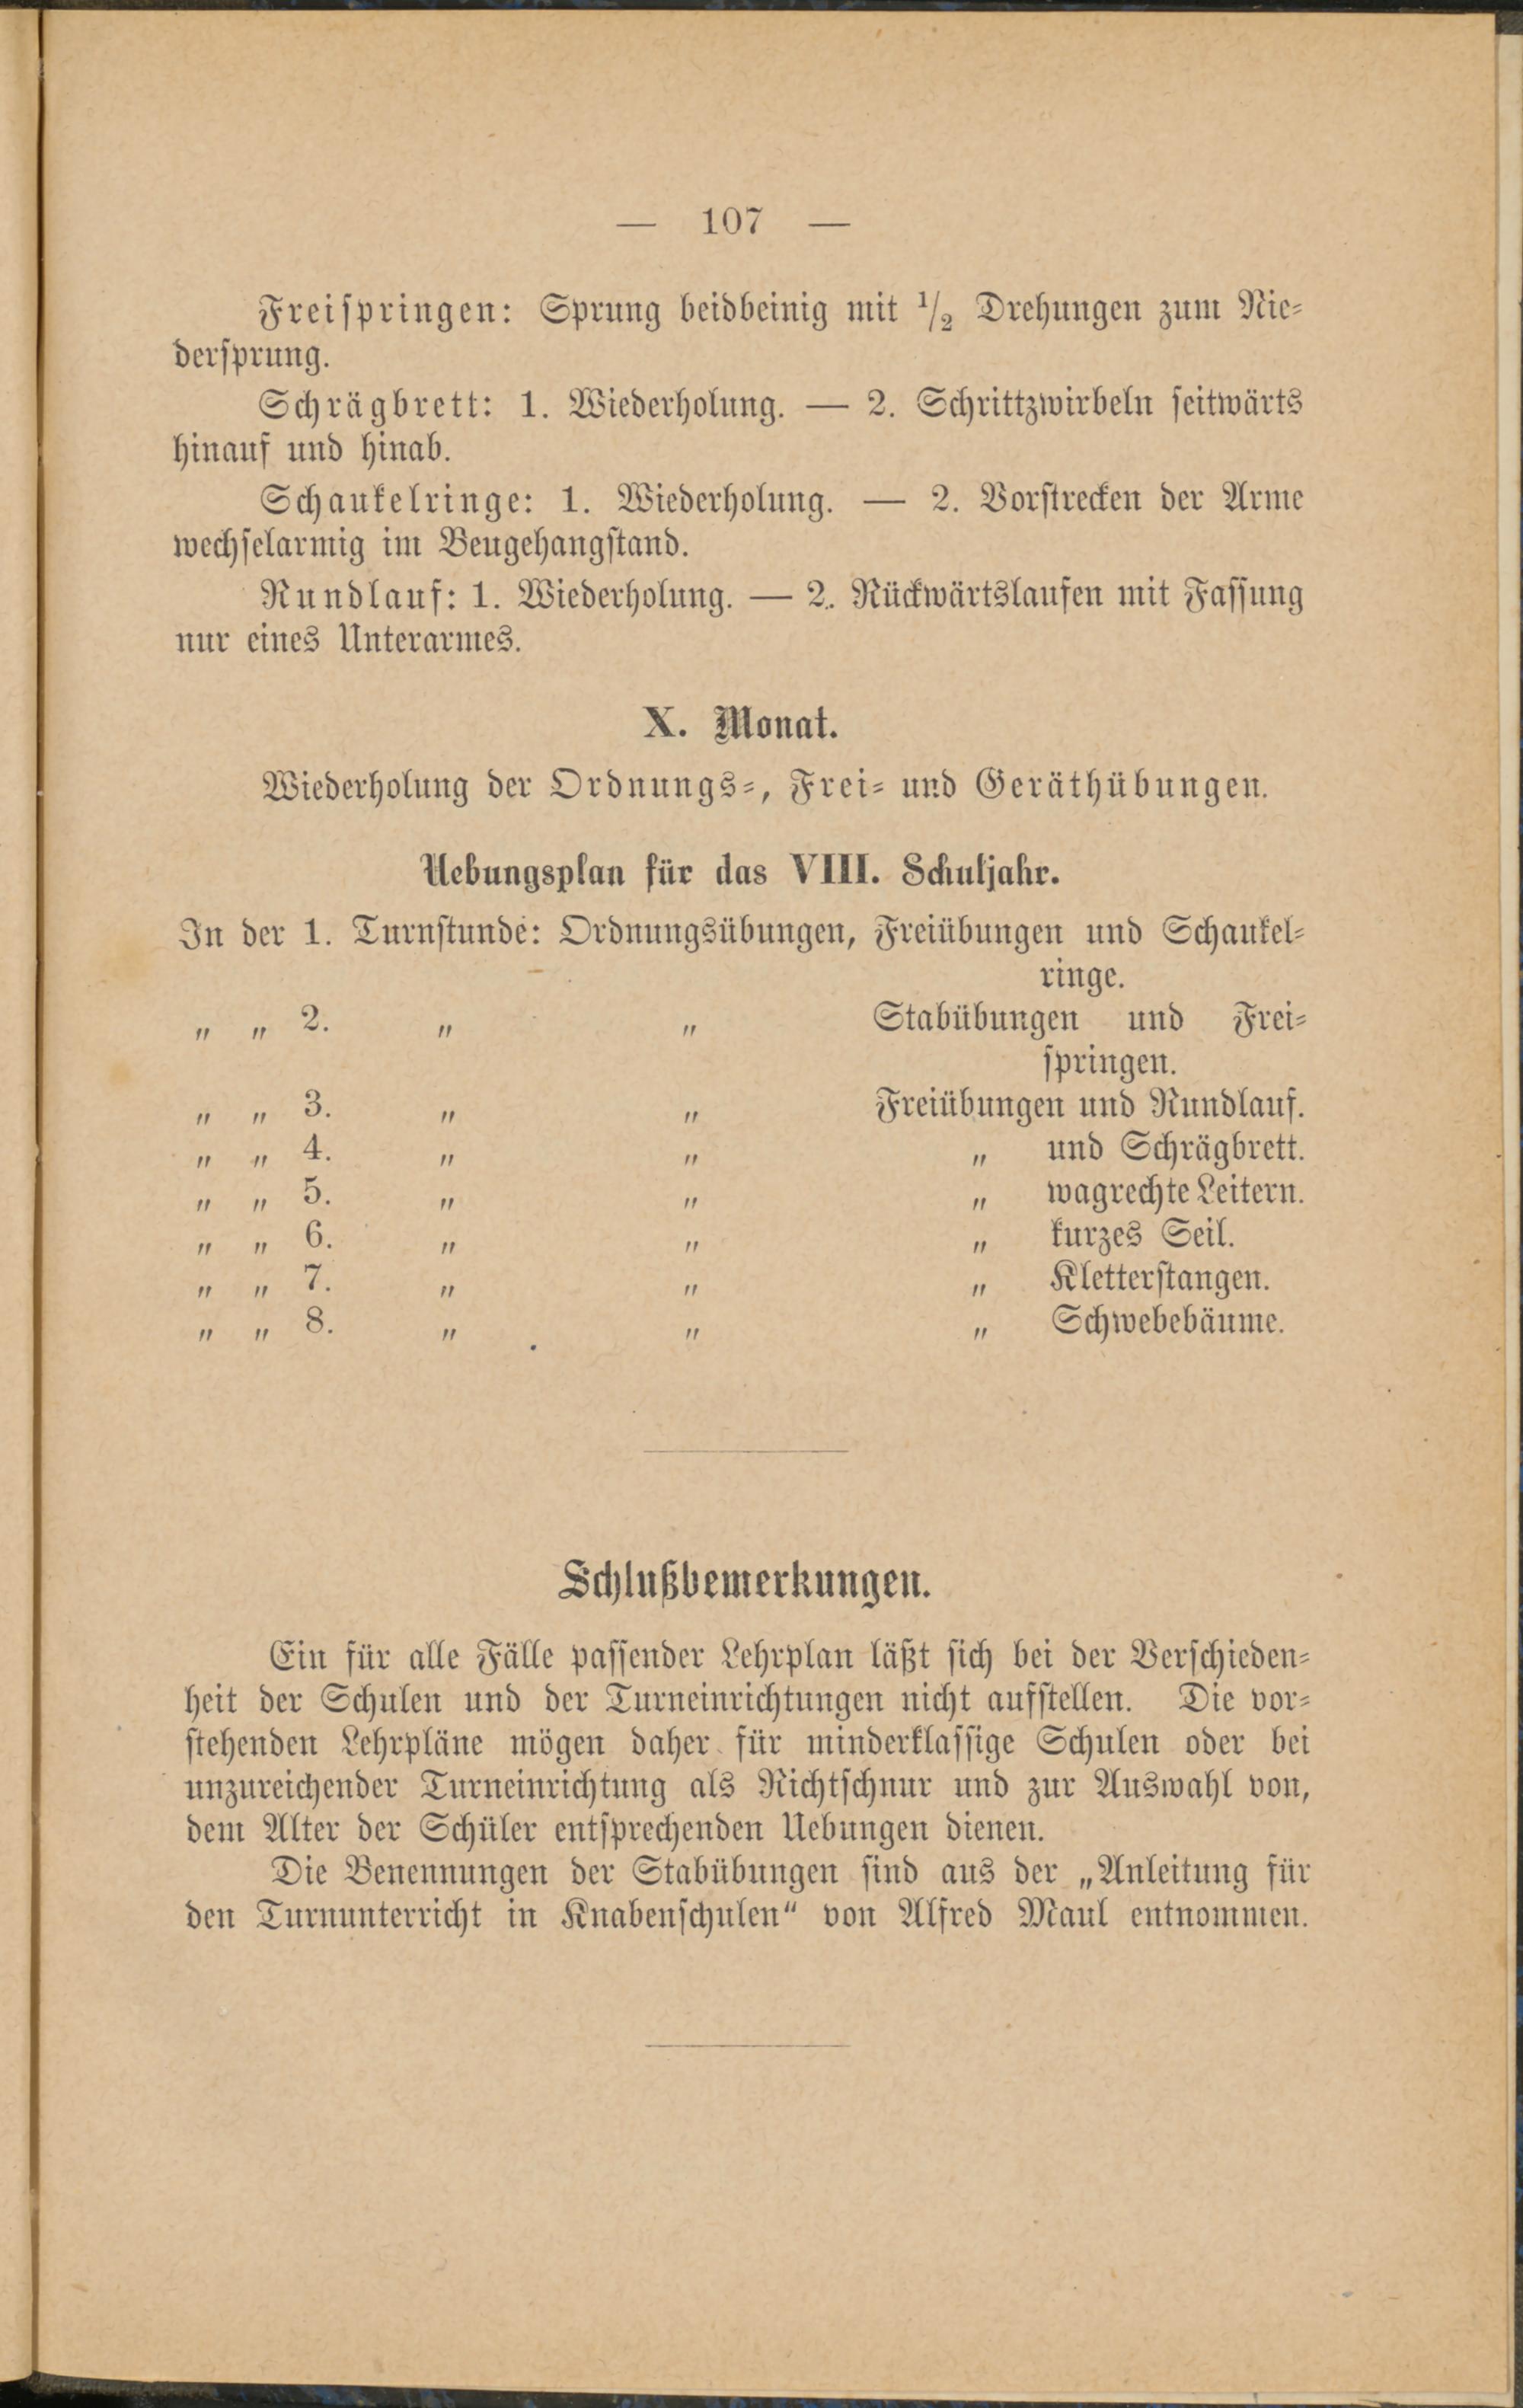 — 107 —
Freispringen: Sprung beidbeinig mit 1/2 Drehungen zum Nie-
dersprung.
Schrägbrett: 1. Wiederholung. — 2. Schrittzwirbeln seitwärts
hinauf und hinab.
Schaukelringe: 1. Wiederholung. — 2. Vorstrecken der Arme
wechselarmig im Beugehangstand.
Rundlauf: 1. Wiederholung. — 2. Rückwärtslaufen mit Fassung
nur eines Unterarmes.
X. Monat.
Wiederholung der Ordnungs-, Frei- und Geräthübungen.
Uebungsplan für das VIII. Schuljahr.
In der 1. Turnstunde: Ordnungsübungen, Freiübungen und Schaukel-
ringe.
„ „ 2. „ „ Stabübungen und Frei-
springen.
„ „ 3. „ „ Freiübungen und Rundlauf.
„ „ 4. „ „ „ und Schrägbrett.
„ „ 5. „ „ „ wagrechte Leitern.
„ „ 6. „ „ „ kurzes Seil.
„ „ 7. „ „ „ Kletterstangen.
„ „ 8. „ „ „ Schwebebäume.
Schlußbemerkungen.
Ein für alle Fälle passender Lehrplan läßt sich bei der Verschieden-
heit der Schulen und der Turneinrichtungen nicht aufstellen. Die vor-
stehenden Lehrpläne mögen daher für minderklassige Schulen oder bei
unzureichender Turneinrichtung als Richtschnur und zur Auswahl von,
dem Alter der Schüler entsprechenden Uebungen dienen.
Die Benennungen der Stabübungen sind aus der „Anleitung für
den Turnunterricht in Knabenschulen“ von Alfred Maul entnommen.